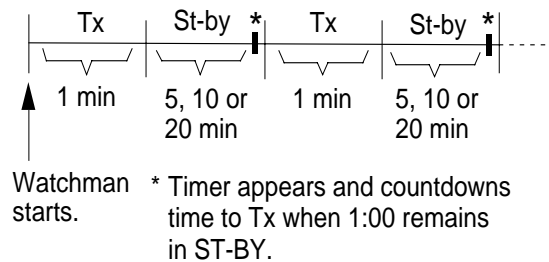 Tx St-by * Tx St-by *
1 min 5, 10 or 1 min 5, 10 or
20 min 20 min
Watchman * Timer appears and countdowns
starts. time to Tx when 1:00 remains
in ST-BY.